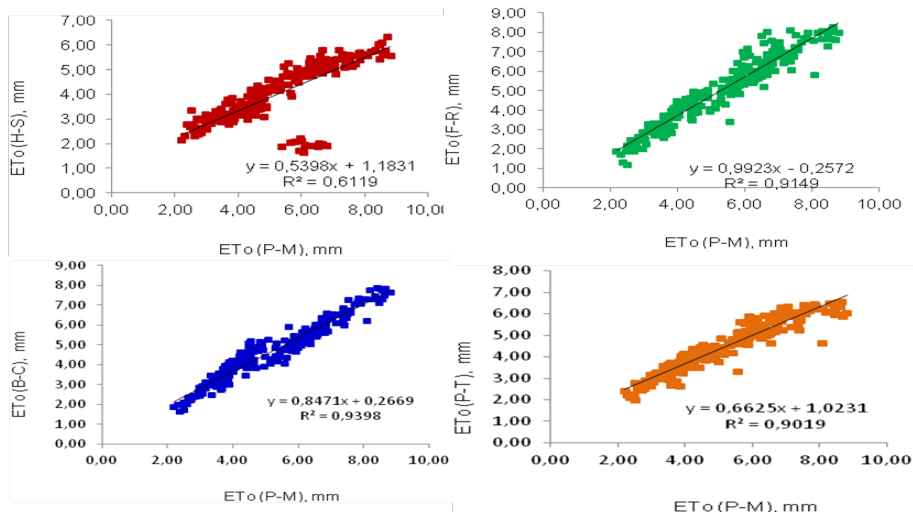 7,00
6,00
5,00
4,00
3,00
2,00
1,00
0,00
ETo(H-S), mm
y = 0,5398x + 1,1831
R² = 0,6119
0,00 2,00 4,00 6,00 8,00 10,00
ETo(P-M), mm
9,00
8,00
7,00
6,00
5,00
4,00
3,00
2,00
1,00
0,00
ETo(F-R), mm
y = 0,9923x - 0,2572
R² = 0,9149
0,00 2,00 4,00 6,00 8,00 10,00
ETo(P-M), mm
9,00
8,00
7,00
6,00
5,00
4,00
3,00
2,00
1,00
0,00
ETo(B-C), mm
y = 0,8471x + 0,2669
R² = 0,9398
0,00 2,00 4,00 6,00 8,00 10,00
ETo(P-M), mm
8,00
7,00
6,00
5,00
4,00
3,00
2,00
1,00
0,00
ETo(P-T), mm
y = 0,6625x + 1,0231
R² = 0,9019
0,00 2,00 4,00 6,00 8,00 10,00
ETo(P-M), mm